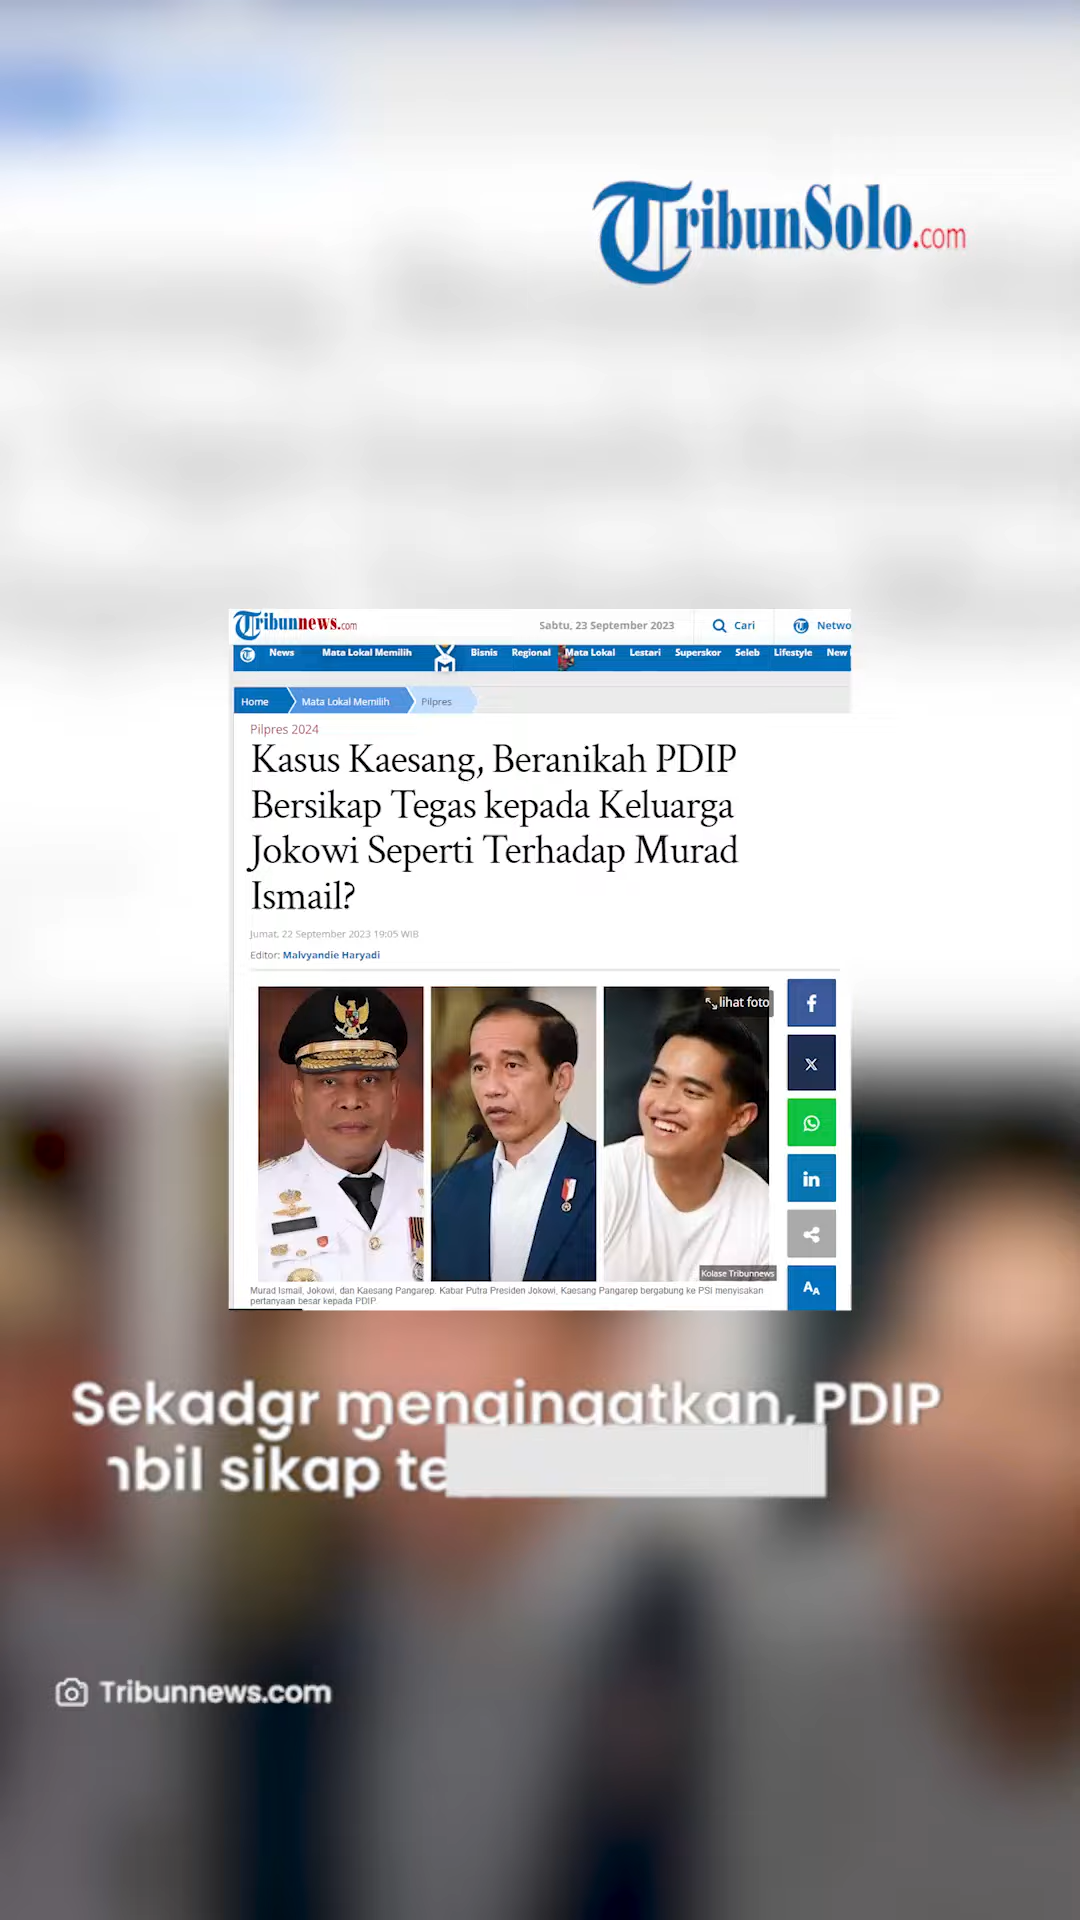 TribunSolo.com
Tribunnews.com
Sabtu, 23 September 2023
Cari
News
Mata Lokal Memilih
Bisnis
Regional
Mata Lokal
Lestari
Superskor
Seleb
Lifestyle
Home
Mata Lokal Memilih
Pilpres
Pilpres 2024
Kasus Kaesang, Beranikah PDIP
Bersikap Tegas kepada Keluarga
Jokowi Seperti Terhadap Murad
Ismail?
Jumat, 22 September 2023 19:05 WIB
Editor: Malvyandie Haryadi
lihat foto
Kolase Tribunnews
Murad Ismail, Jokowi, dan Kaesang Pangarep. Kabar Putra Presiden Jokowi, Kaesang Pangarep bergabung ke PSI menyisakan
pertanyaan besar kepada PDIP.
Sekadar mengingatkan, PDIP
sikap
Tribunnews.com